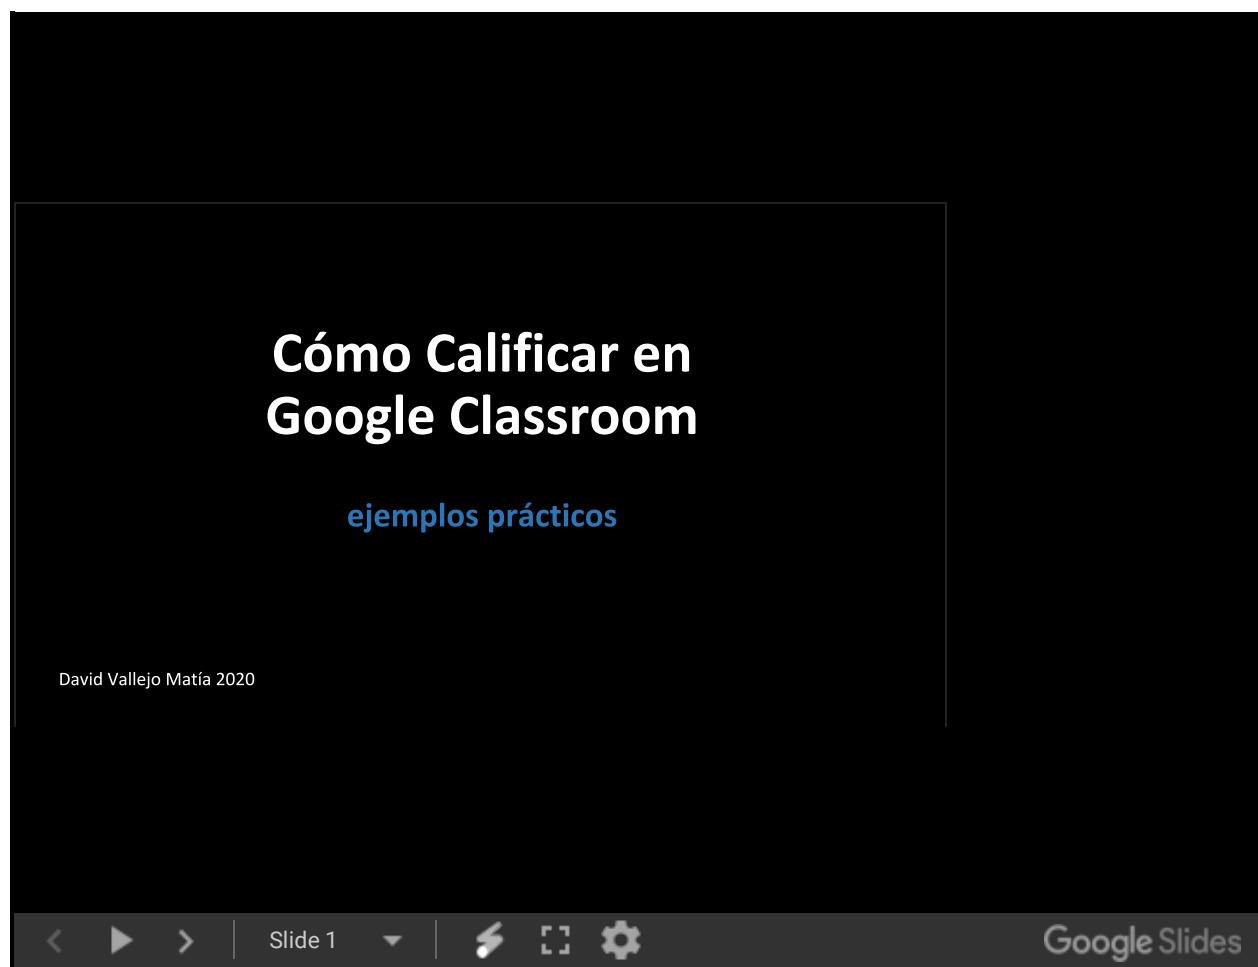 Cómo Calificar en
Google Classroom
ejemplos prácticos
David Vallejo Matía 2020
Slide 1
Google Slides